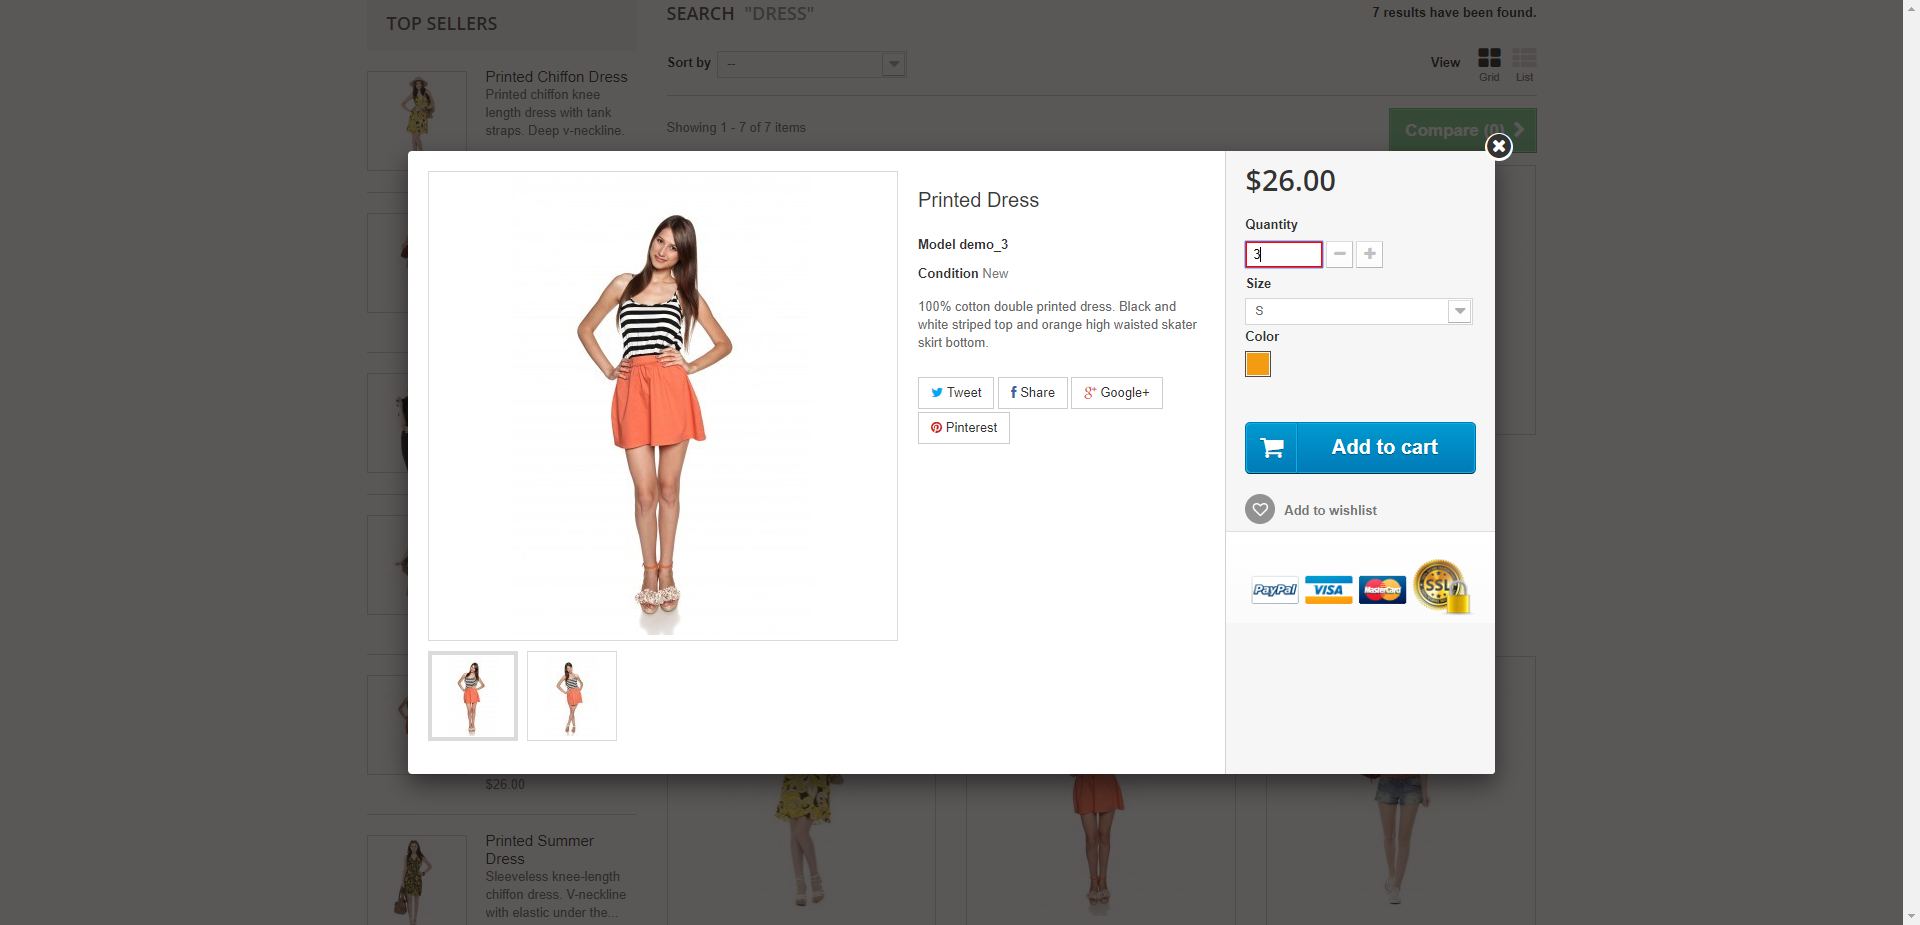 TOP SELLERS
Printed Chiffon Dress
Printed chiffon knee
length dress with tank
straps. Deep v-neckline.
$26.00
Printed Summer
Dress
Sleeveless knee-length
chiffon dress. V-neckline
with elastic under the...
SEARCH "DRESS"
7 results have been found.
Sort by --
View
Grid
List
Showing 1 - 7 of 7 items
Compare (0)
Printed Dress
Model demo_3
Condition New
100% cotton double printed dress. Black and
white striped top and orange high waisted skater
skirt bottom.
Tweet
Share
Google+
Pinterest
$26.00
Quantity
3
Size
S
Color
Add to cart
Add to wishlist
PayPal
VISA
MasterCard
SSL